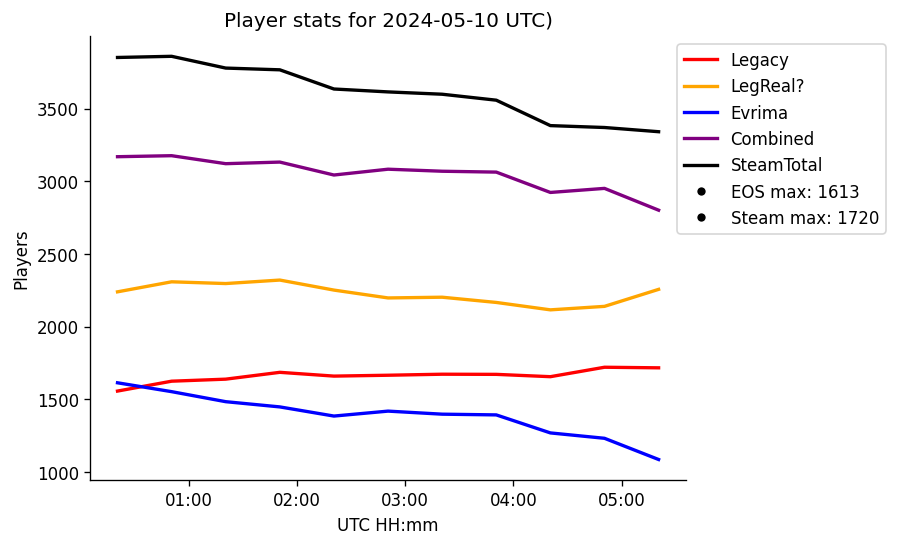 Player stats for 2024-05-10 UTC)
Legacy
LegReal?
Evrima
Combined
SteamTotal
EOS max: 1613
Steam max: 1720
Players
3500
3000
2500
2000
1500
1000
01:00 02:00 03:00 04:00 05:00
UTC HH:mm